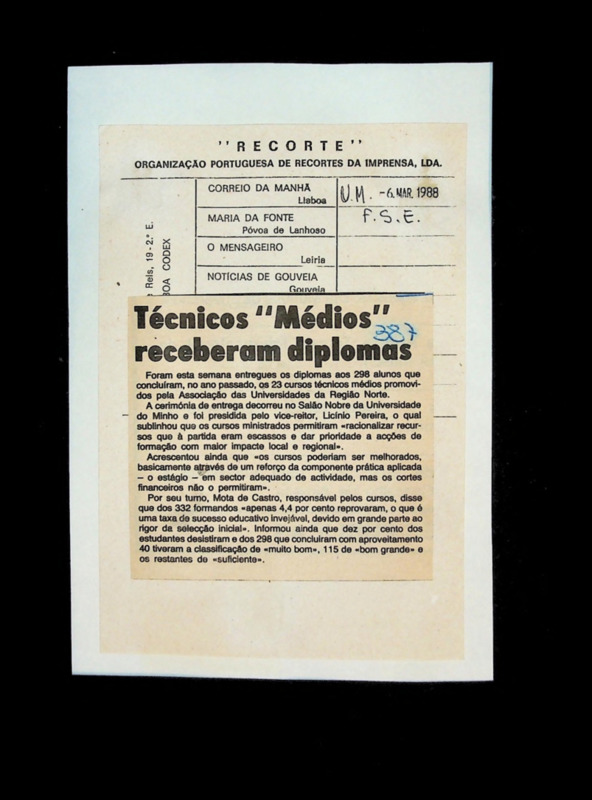 "RECORTE"
ORGANIZAÇÃO PORTUGUESA DE RECORTES DA IMPRENSA, LDA.
Reis, 19 - 2.º E.
BOA CODEX
CORREIO DA MANHÃ
Lisboa
MARIA DA FONTE
Póvoa de Lanhoso
O MENSAGEIRO
Leiria
NOTÍCIAS DE GOUVEIA
Gouveia
U.M. -6. MAR. 1988
F.S.E.
387
Técnicos "Médios"
receberam diplomas
Foram esta semana entregues os diplomas aos 298 alunos que
concluíram, no ano passado, os 23 cursos técnicos médios promovi-
dos pela Associação das Universidades da Região Norte.
A cerimónia de entrega decorreu no Salão Nobre da Universidade
do Minho e foi presidida pelo vice-reitor, Licínio Pereira, o qual
sublinhou que os cursos ministrados permitiram «racionalizar recur-
sos que à partida eram escassos e dar prioridade a acções de
formação com maior impacte local e regional».
Acrescentou ainda que «os cursos poderiam ser melhorados,
basicamente através de um reforço da componente prática aplicada
— o estágio — em sector adequado de actividade, mas os cortes
financeiros não o permitiram».
Por seu turno, Mota de Castro, responsável pelos cursos, disse
que dos 332 formandos «apenas 4,4 por cento reprovaram, o que é
uma taxa de sucesso educativo invejável, devido em grande parte ao
rigor da selecção inicial». Informou ainda que dez por cento dos
estudantes desistiram e dos 298 que concluíram com aproveitamento
40 tiveram a classificação de «muito bom», 115 de «bom grande» e
os restantes de «suficiente».